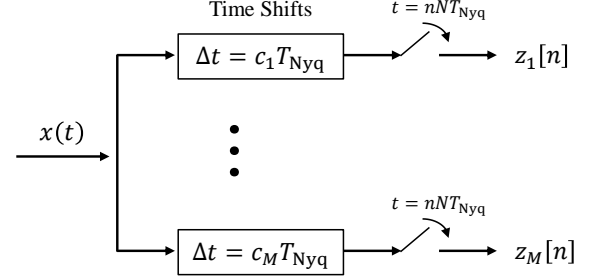 Time Shifts
t = nNT_Nyq
Δt = c_1 T_Nyq
z_1[n]
x(t)
t = nNT_Nyq
Δt = c_M T_Nyq
z_M[n]